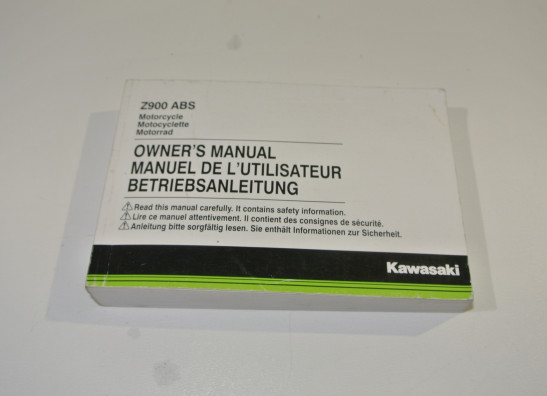 Z900 ABS
Motorcycle
Motocyclette
Motorrad
OWNER'S MANUAL
MANUEL DE L'UTILISATEUR
BETRIEBSANLEITUNG
Read this manual carefully. It contains safety information.
Lire ce manuel attentivement. Il contient des consignes de sécurité.
Anleitung bitte sorgfältig lesen. Sie enthält Informationen zur Sicherheit.
Kawasaki